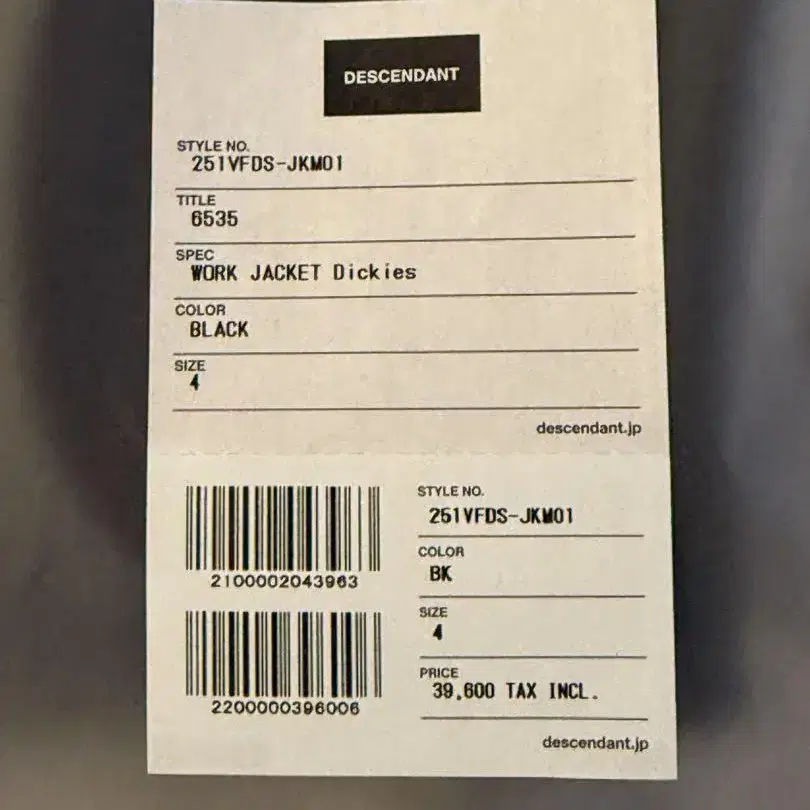 DESCENDANT
STYLE NO.
251VFDS-JKM01
TITLE
6535
SPEC
WORK JACKET Dickies
COLOR
BLACK
SIZE
4
descendant.jp
2100002043963
2200000396006
STYLE NO.
251VFDS-JKM01
COLOR
BK
SIZE
4
PRICE
39,600 TAX INCL.
descendant.jp